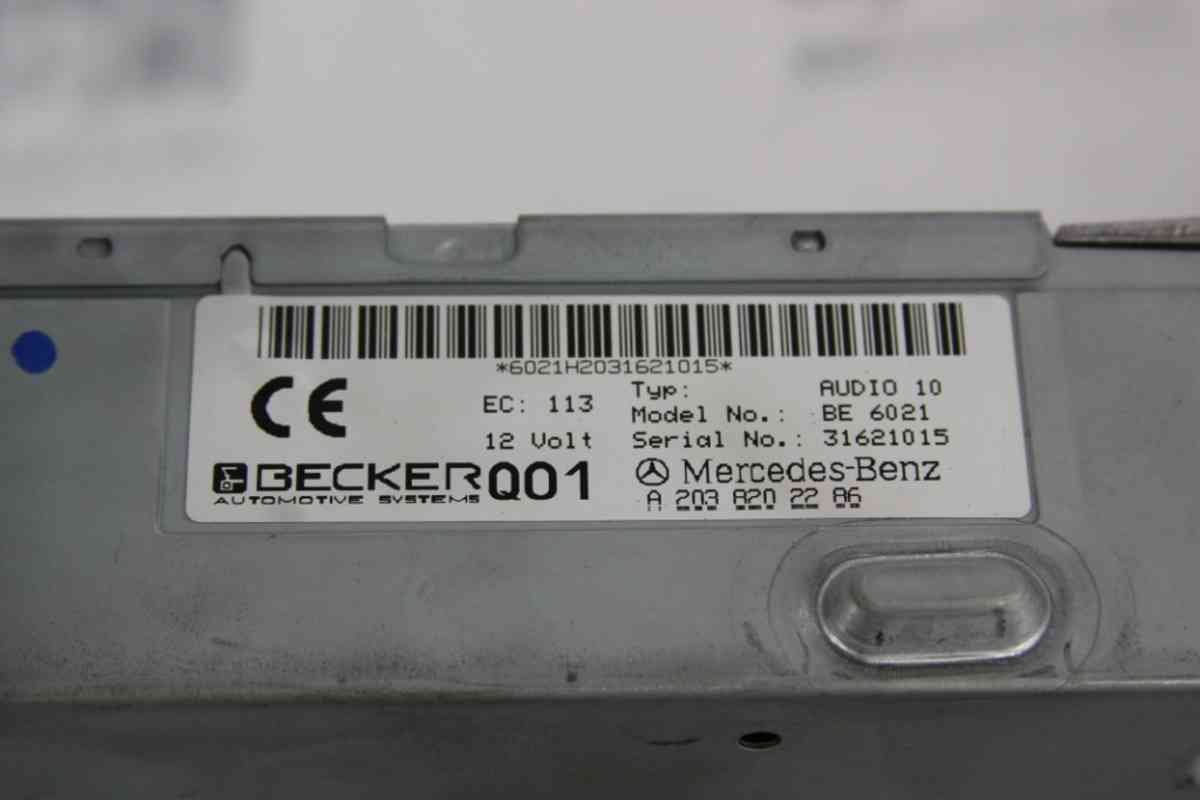 *6021H2031621015*
CE
EC: 113
12 Volt
Typ: AUDIO 10
Model No.: BE 6021
Serial No.: 31621015
BECKER Q01
AUTOMOTIVE SYSTEMS
Mercedes-Benz
A 203 820 22 86